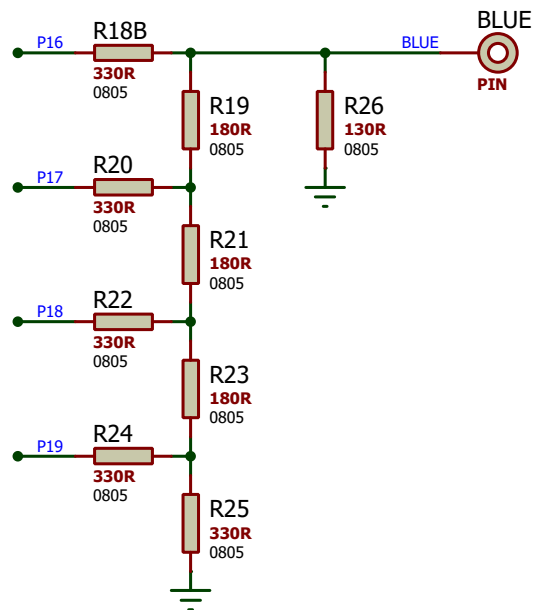 BLUE
PIN
BLUE
P16
R18B
330R
0805
R19
180R
0805
R26
130R
0805
P17
R20
330R
0805
R21
180R
0805
P18
R22
330R
0805
R23
180R
0805
P19
R24
330R
0805
R25
330R
0805